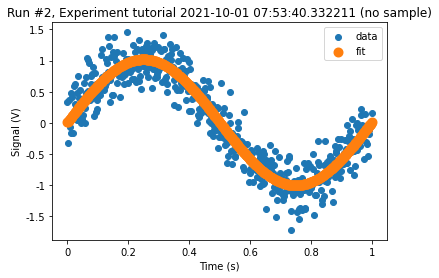 Run #2, Experiment tutorial 2021-10-01 07:53:40.332211 (no sample)
data
fit
1.5
1
0.5
0
-0.5
-1
-1.5
Signal (V)
0
0.2
0.4
0.6
0.8
1
Time (s)